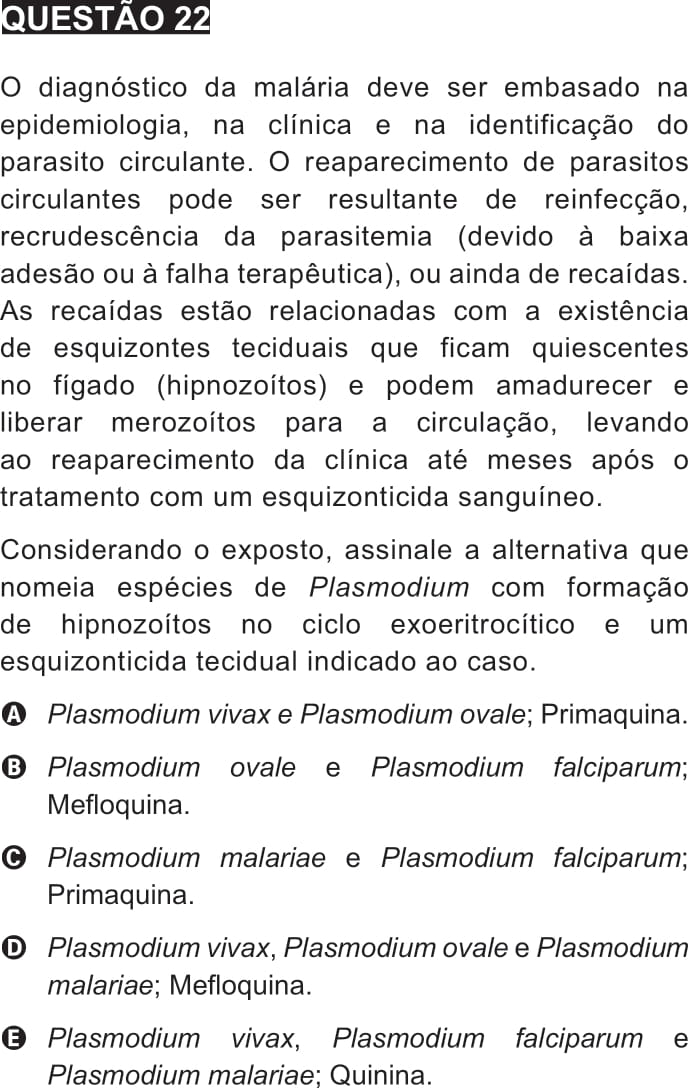 QUESTÃO 22
O diagnóstico da malária deve ser embasado na
epidemiologia, na clínica e na identificação do
parasito circulante. O reaparecimento de parasitos
circulantes pode ser resultante de reinfecção,
recrudescência da parasitemia (devido à baixa
adesão ou à falha terapêutica), ou ainda de recaídas.
As recaídas estão relacionadas com a existência
de esquizontes teciduais que ficam quiescentes
no fígado (hipnozoítos) e podem amadurecer e
liberar merozoítos para a circulação, levando
ao reaparecimento da clínica até meses após o
tratamento com um esquizonticida sanguíneo.
Considerando o exposto, assinale a alternativa que
nomeia espécies de Plasmodium com formação
de hipnozoítos no ciclo exoeritrocítico e um
esquizonticida tecidual indicado ao caso.
A Plasmodium vivax e Plasmodium ovale; Primaquina.
B Plasmodium ovale e Plasmodium falciparum;
Mefloquina.
C Plasmodium malariae e Plasmodium falciparum;
Primaquina.
D Plasmodium vivax, Plasmodium ovale e Plasmodium
malariae; Mefloquina.
E Plasmodium vivax, Plasmodium falciparum e
Plasmodium malariae; Quinina.